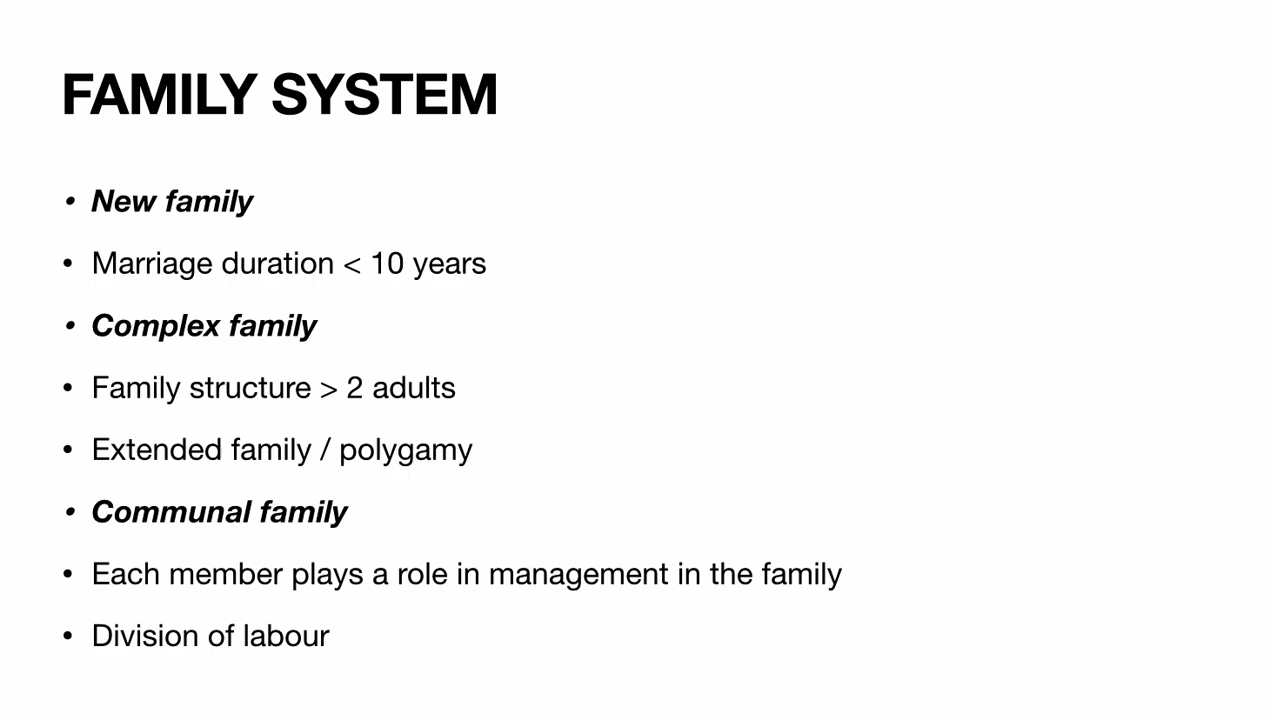 FAMILY SYSTEM
• New family
• Marriage duration < 10 years
• Complex family
• Family structure > 2 adults
• Extended family / polygamy
• Communal family
• Each member plays a role in management in the family
• Division of labour